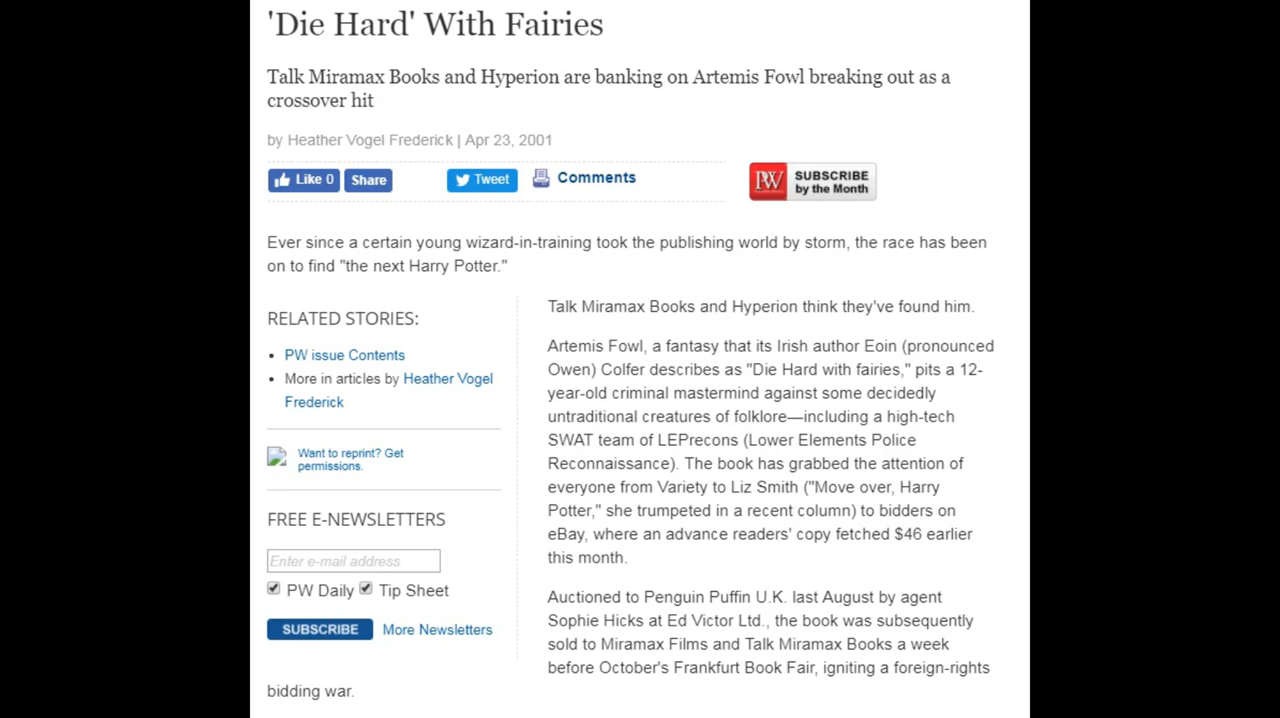 'Die Hard' With Fairies
Talk Miramax Books and Hyperion are banking on Artemis Fowl breaking out as a
crossover hit
by Heather Vogel Frederick | Apr 23, 2001
Like 0
Share
Tweet
Comments
PW
SUBSCRIBE
by the Month
Ever since a certain young wizard-in-training took the publishing world by storm, the race has been
on to find "the next Harry Potter."
RELATED STORIES:
• PW issue Contents
• More in articles by Heather Vogel
Frederick
Want to reprint? Get
permissions.
FREE E-NEWSLETTERS
Enter e-mail address
PW Daily Tip Sheet
SUBSCRIBE More Newsletters
Talk Miramax Books and Hyperion think they've found him.
Artemis Fowl, a fantasy that its Irish author Eoin (pronounced
Owen) Colfer describes as "Die Hard with fairies," pits a 12-
year-old criminal mastermind against some decidedly
untraditional creatures of folklore—including a high-tech
SWAT team of LEPrecons (Lower Elements Police
Reconnaissance). The book has grabbed the attention of
everyone from Variety to Liz Smith ("Move over, Harry
Potter," she trumpeted in a recent column) to bidders on
eBay, where an advance readers' copy fetched $46 earlier
this month.
Auctioned to Penguin Puffin U.K. last August by agent
Sophie Hicks at Ed Victor Ltd., the book was subsequently
sold to Miramax Films and Talk Miramax Books a week
before October's Frankfurt Book Fair, igniting a foreign-rights
bidding war.